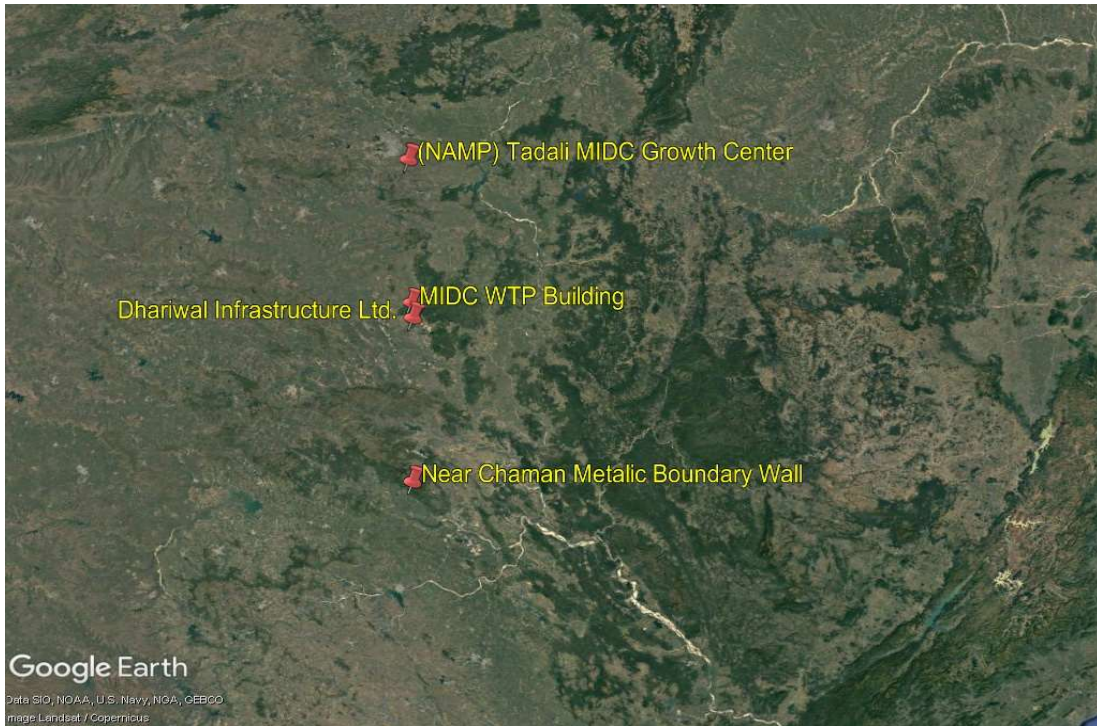 (NAMP) Tadali MIDC Growth Center
MIDC WTP Building
Dhariwal Infrastructure Ltd.
Near Chaman Metalic Boundary Wall
Google Earth
Data SIO, NOAA, U.S. Navy, NGA, GEBCO
mage Landsat / Copernicus